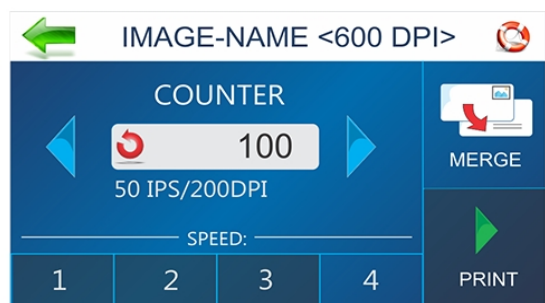 IMAGE-NAME <600 DPI>
COUNTER
100
50 IPS/200DPI
MERGE
SPEED:
1 2 3 4
PRINT